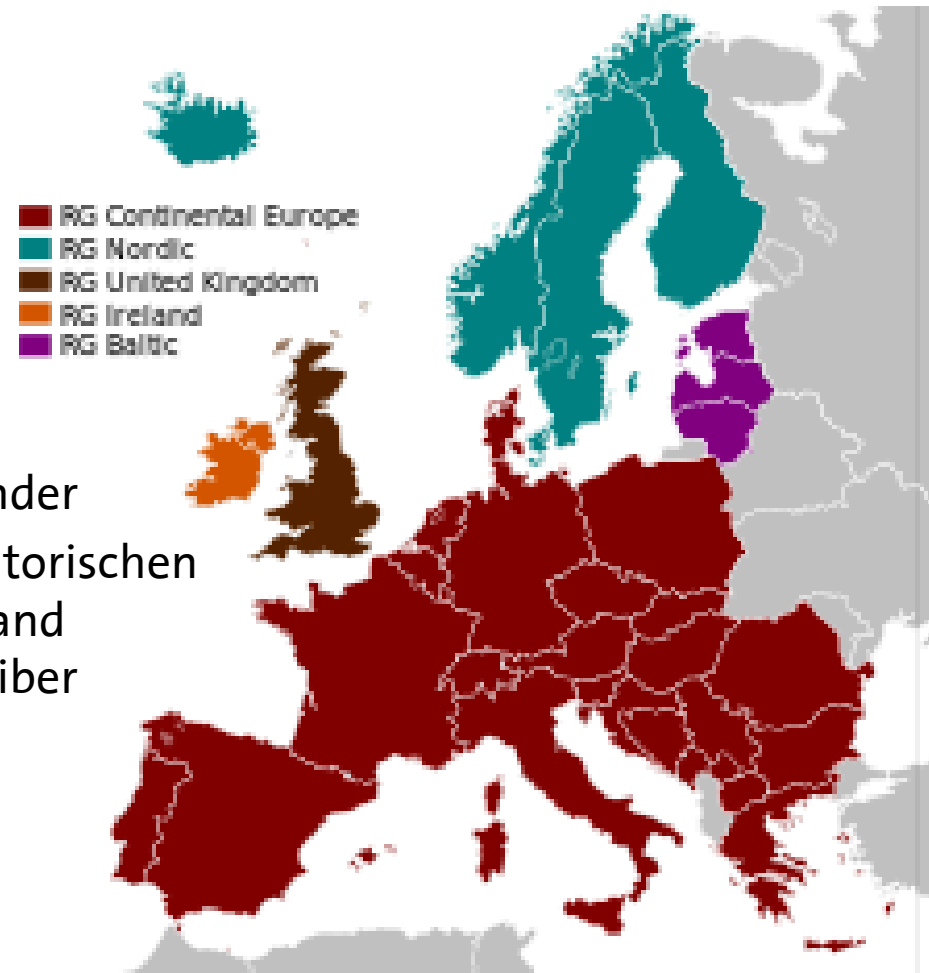 RG Continental Europe
RG Nordic
RG United Kingdom
RG Ireland
RG Baltic
nder
torischen
and
iber